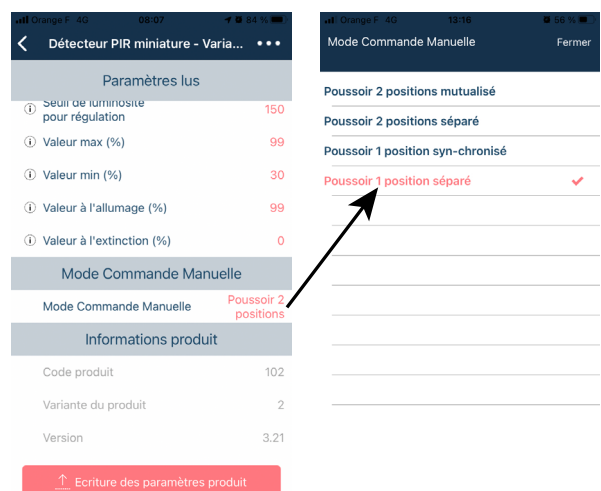 Orange F 4G 08:07 84 %
Détecteur PIR miniature - Varia...
Paramètres lus
Seuil de luminosité
pour régulation 150
Valeur max (%) 99
Valeur min (%) 30
Valeur à l'allumage (%) 99
Valeur à l'extinction (%) 0
Mode Commande Manuelle
Mode Commande Manuelle Poussoir 2
positions
Informations produit
Code produit 102
Variante du produit 2
Version 3.21
Ecriture des paramètres produit
Orange F 4G 13:16 56 %
Mode Commande Manuelle Fermer
Poussoir 2 positions mutualisé
Poussoir 2 positions séparé
Poussoir 1 position syn-chronisé
Poussoir 1 position séparé